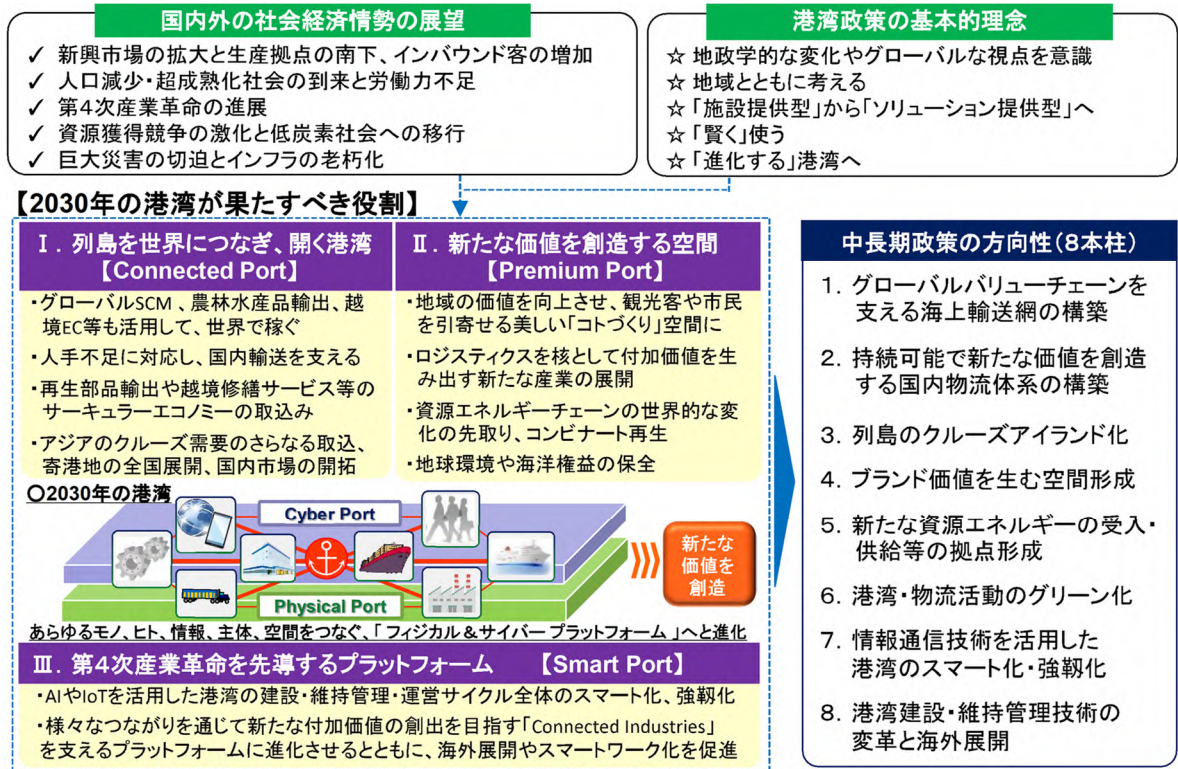 国内外の社会経済情勢の展望
✓ 新興市場の拡大と生産拠点の南下、インバウンド客の増加
✓ 人口減少・超成熟化社会の到来と労働力不足
✓ 第4次産業革命の進展
✓ 資源獲得競争の激化と低炭素社会への移行
✓ 巨大災害の切迫とインフラの老朽化
港湾政策の基本的理念
☆ 地政学的な変化やグローバルな視点を意識
☆ 地域とともに考える
☆「施設提供型」から「ソリューション提供型」へ
☆「賢く」使う
☆「進化する」港湾へ
【2030年の港湾が果たすべき役割】
Ⅰ．列島を世界につなぎ、開く港湾
【Connected Port】
・グローバルSCM、農林水産品輸出、越
境EC等も活用して、世界で稼ぐ
・人手不足に対応し、国内輸送を支える
・再生部品輸出や越境修繕サービス等の
サーキュラーエコノミーの取込み
・アジアのクルーズ需要のさらなる取込、
寄港地の全国展開、国内市場の開拓
Ⅱ．新たな価値を創造する空間
【Premium Port】
・地域の価値を向上させ、観光客や市民
を引寄せる美しい「コトづくり」空間に
・ロジスティクスを核として付加価値を生
み出す新たな産業の展開
・資源エネルギーチェーンの世界的な変
化の先取り、コンビナート再生
・地球環境や海洋権益の保全
○2030年の港湾
Cyber Port
Physical Port
新たな
価値を
創造
あらゆるモノ、ヒト、情報、主体、空間をつなぐ、「フィジカル＆サイバー プラットフォーム」へと進化
Ⅲ．第4次産業革命を先導するプラットフォーム 【Smart Port】
・AIやIoTを活用した港湾の建設・維持管理・運営サイクル全体のスマート化、強靱化
・様々なつながりを通じて新たな付加価値の創出を目指す「Connected Industries」
を支えるプラットフォームに進化させるとともに、海外展開やスマートワーク化を促進
中長期政策の方向性（8本柱）
1. グローバルバリューチェーンを
支える海上輸送網の構築
2. 持続可能で新たな価値を創造
する国内物流体系の構築
3. 列島のクルーズアイランド化
4. ブランド価値を生む空間形成
5. 新たな資源エネルギーの受入・
供給等の拠点形成
6. 港湾・物流活動のグリーン化
7. 情報通信技術を活用した
港湾のスマート化・強靱化
8. 港湾建設・維持管理技術の
変革と海外展開